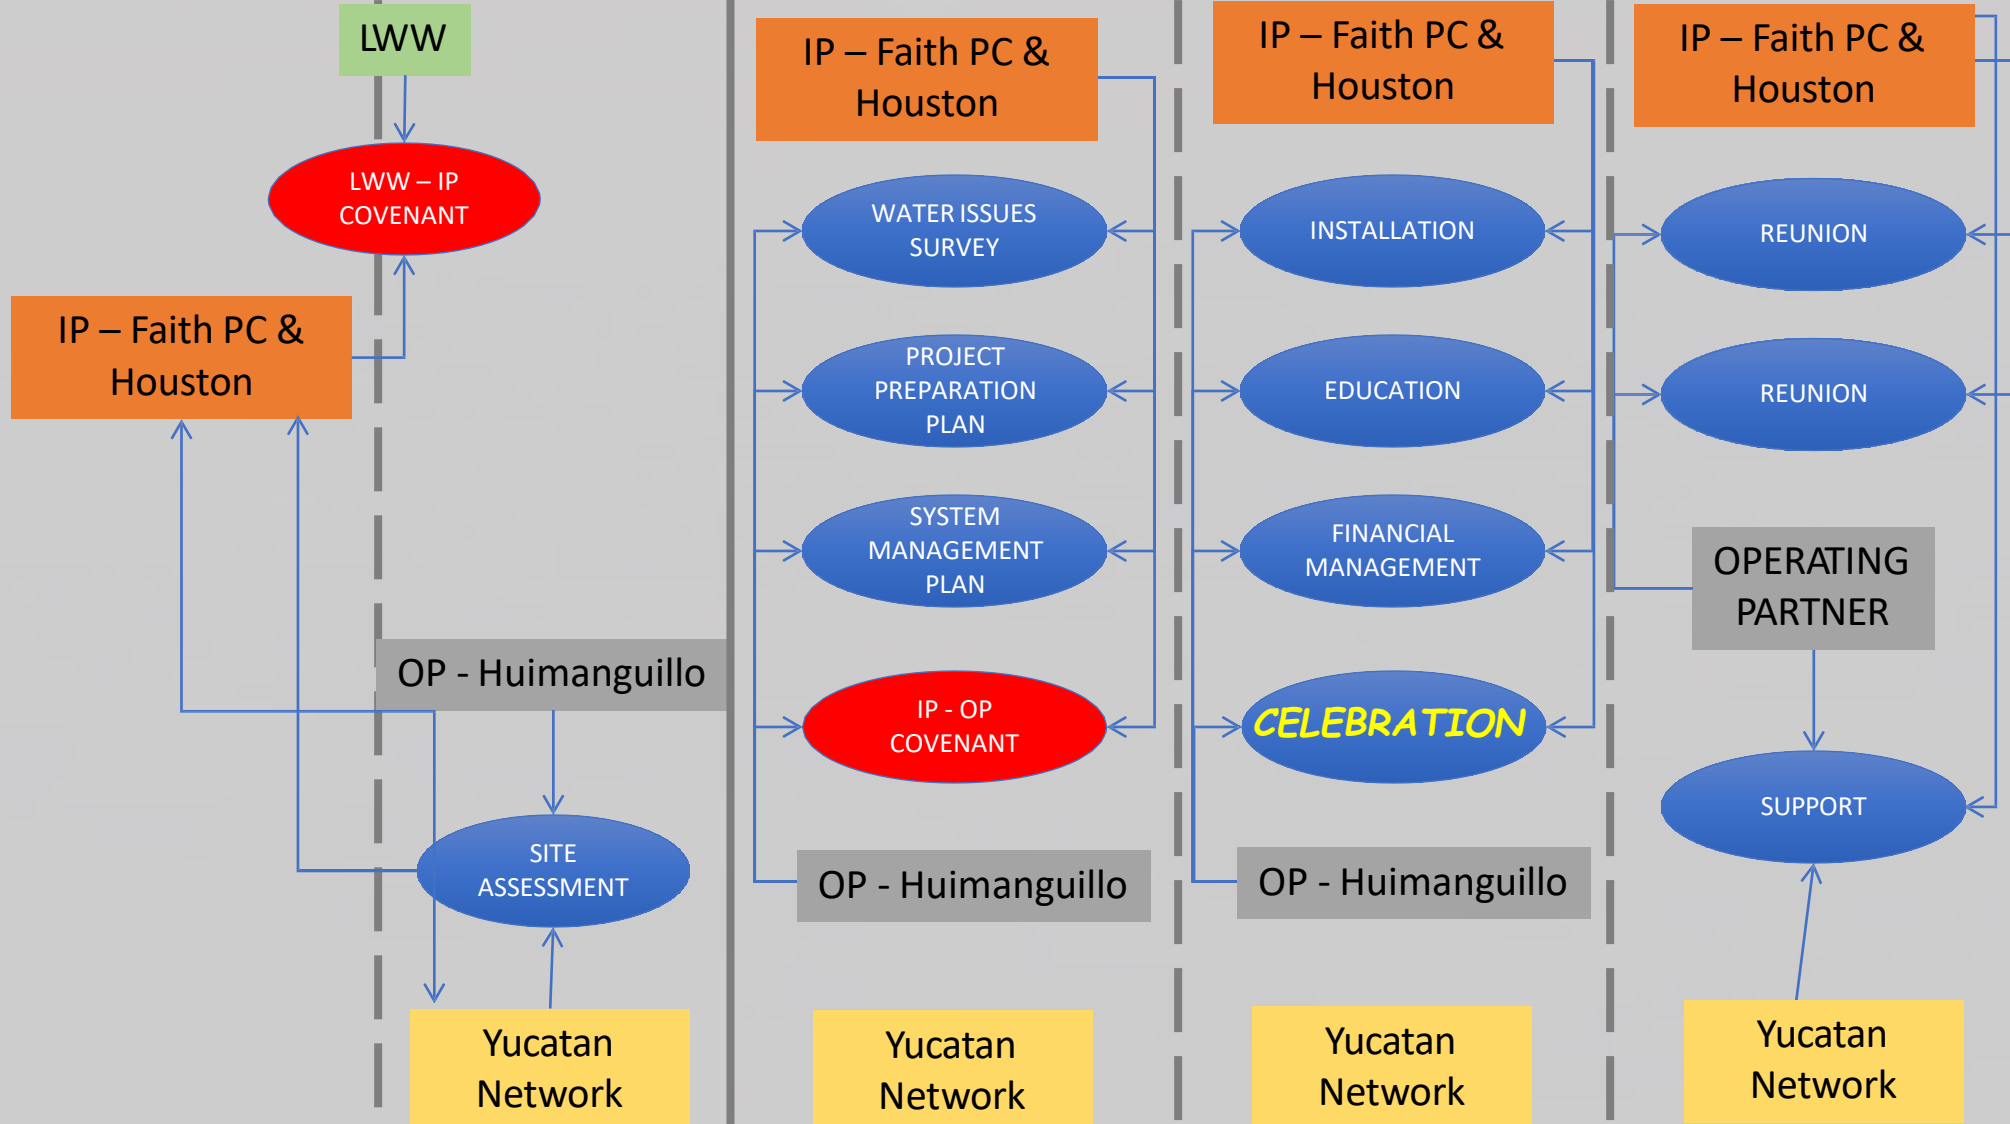 LWW
LWW – IP
COVENANT
IP – Faith PC &
Houston
OP - Huimanguillo
SITE
ASSESSMENT
Yucatan
Network
IP – Faith PC &
Houston
WATER ISSUES
SURVEY
PROJECT
PREPARATION
PLAN
SYSTEM
MANAGEMENT
PLAN
IP - OP
COVENANT
OP - Huimanguillo
Yucatan
Network
IP – Faith PC &
Houston
INSTALLATION
EDUCATION
FINANCIAL
MANAGEMENT
CELEBRATION
OP - Huimanguillo
Yucatan
Network
IP – Faith PC &
Houston
REUNION
REUNION
OPERATING
PARTNER
SUPPORT
Yucatan
Network